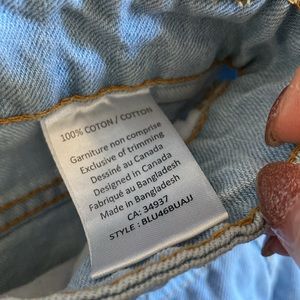 100% COTON / COTTON
Garniture non comprise
Exclusive of trimming
Dessiné au Canada
Designed in Canada
Fabriqué au Bangladesh
Made in Bangladesh
CA: 34937
STYLE : BLU46BUAJJ